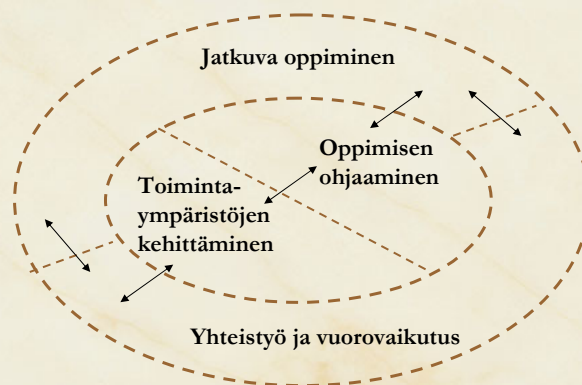 Jatkuva oppiminen
Oppimisen
ohjaaminen
Toiminta-
ympäristöjen
kehittäminen
Yhteistyö ja vuorovaikutus